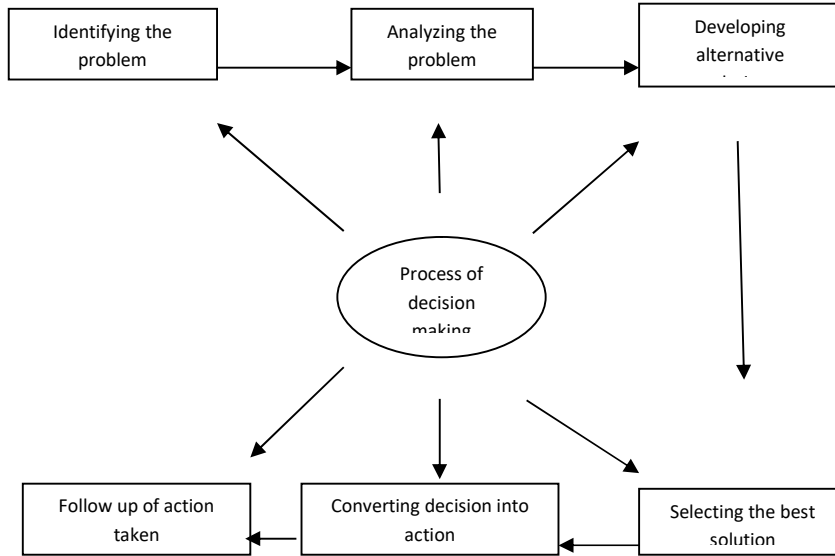 Identifying the
problem
Analyzing the
problem
Developing
alternative
Process of
decision
making
Follow up of action
taken
Converting decision into
action
Selecting the best
solution